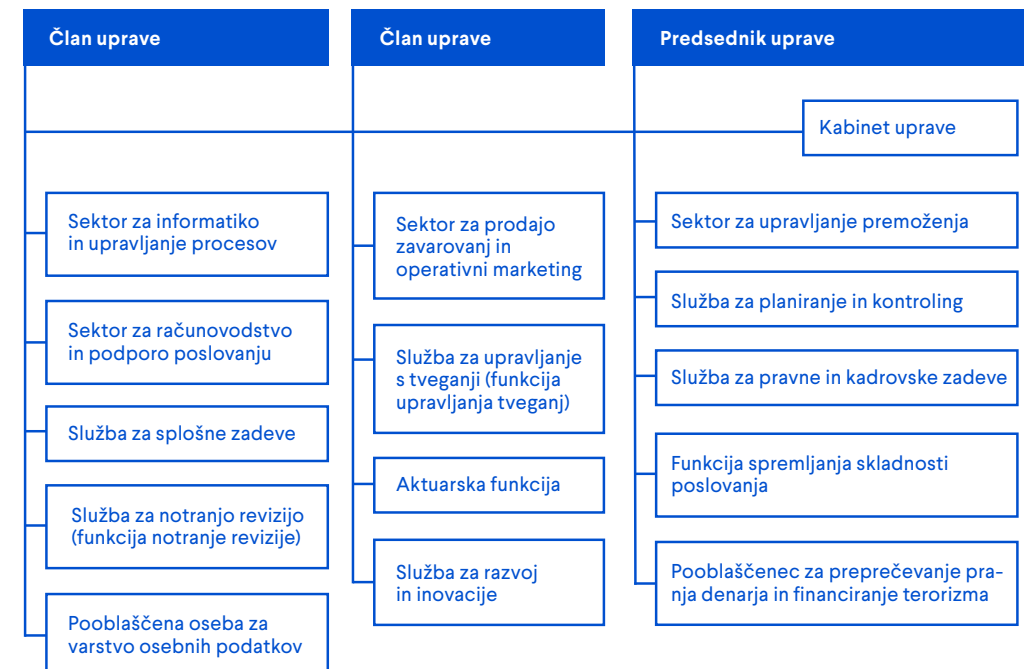 Član uprave
Član uprave
Predsednik uprave
Kabinet uprave
Sektor za informatiko
in upravljanje procesov
Sektor za računovodstvo
in podporo poslovanju
Služba za splošne zadeve
Služba za notranjo revizijo
(funkcija notranje revizije)
Pooblaščena oseba za
varstvo osebnih podatkov
Sektor za prodajo
zavarovanj in
operativni marketing
Služba za upravljanje
s tveganji (funkcija
upravljanja tveganj)
Aktuarska funkcija
Služba za razvoj
in inovacije
Sektor za upravljanje premoženja
Služba za planiranje in kontroling
Služba za pravne in kadrovske zadeve
Funkcija spremljanja skladnosti
poslovanja
Pooblaščenec za preprečevanje pra-
nja denarja in financiranje terorizma